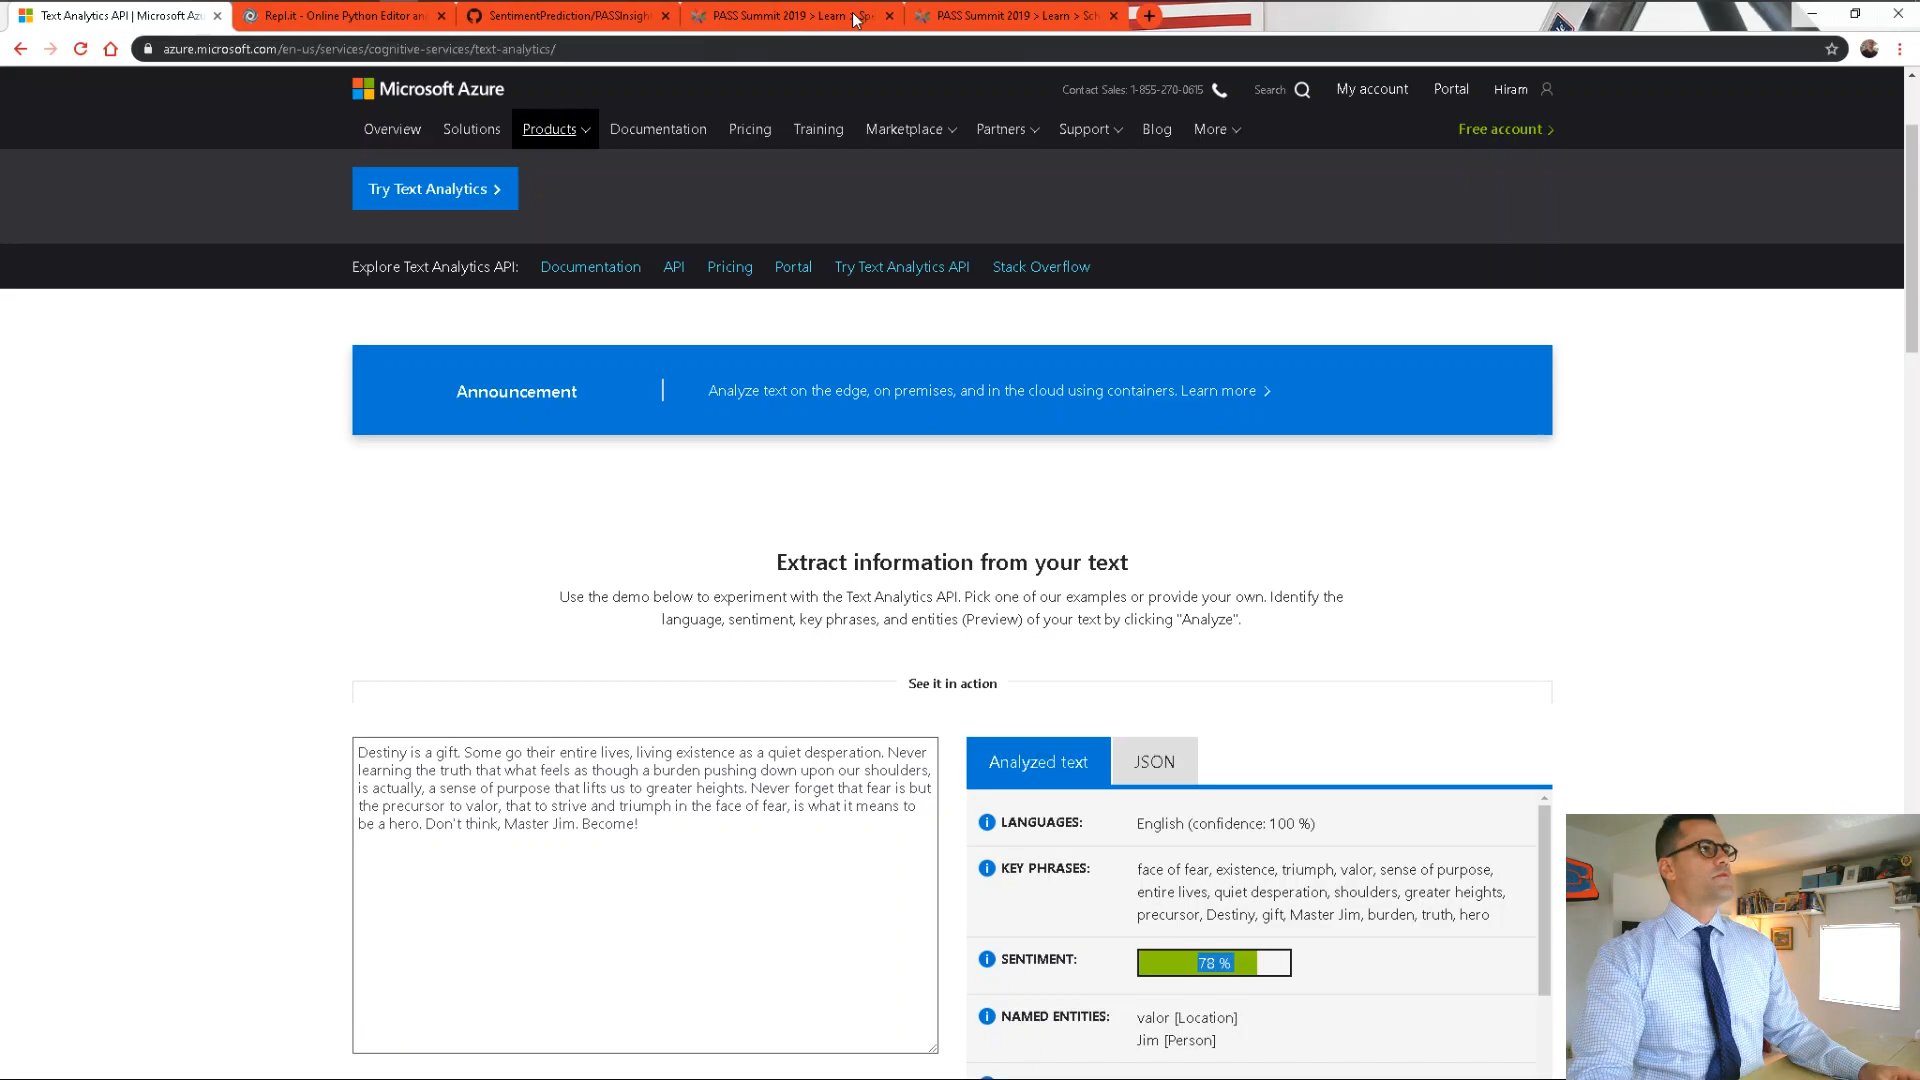 Text Analytics API | Microsoft Az
Repl.it - Online Python Editor an
SentimentPrediction/PASSInsight
PASS Summit 2019 > Learn > Spe
PASS Summit 2019 > Learn > Sch
azure.microsoft.com/en-us/services/cognitive-services/text-analytics/
Microsoft Azure
Contact Sales: 1-855-270-0615
Search
My account
Portal
Hiram
Overview
Solutions
Products
Documentation
Pricing
Training
Marketplace
Partners
Support
Blog
More
Free account
Try Text Analytics
Explore Text Analytics API:
Documentation
API
Pricing
Portal
Try Text Analytics API
Stack Overflow
Announcement
Analyze text on the edge, on premises, and in the cloud using containers. Learn more
Extract information from your text
Use the demo below to experiment with the Text Analytics API. Pick one of our examples or provide your own. Identify the
language, sentiment, key phrases, and entities (Preview) of your text by clicking "Analyze".
See it in action
Destiny is a gift. Some go their entire lives, living existence as a quiet desperation. Never
learning the truth that what feels as though a burden pushing down upon our shoulders,
is actually, a sense of purpose that lifts us to greater heights. Never forget that fear is but
the precursor to valor, that to strive and triumph in the face of fear, is what it means to
be a hero. Don't think, Master Jim. Become!
Analyzed text
JSON
LANGUAGES:
English (confidence: 100 %)
KEY PHRASES:
face of fear, existence, triumph, valor, sense of purpose,
entire lives, quiet desperation, shoulders, greater heights,
precursor, Destiny, gift, Master Jim, burden, truth, hero
SENTIMENT:
78 %
NAMED ENTITIES:
valor [Location]
Jim [Person]